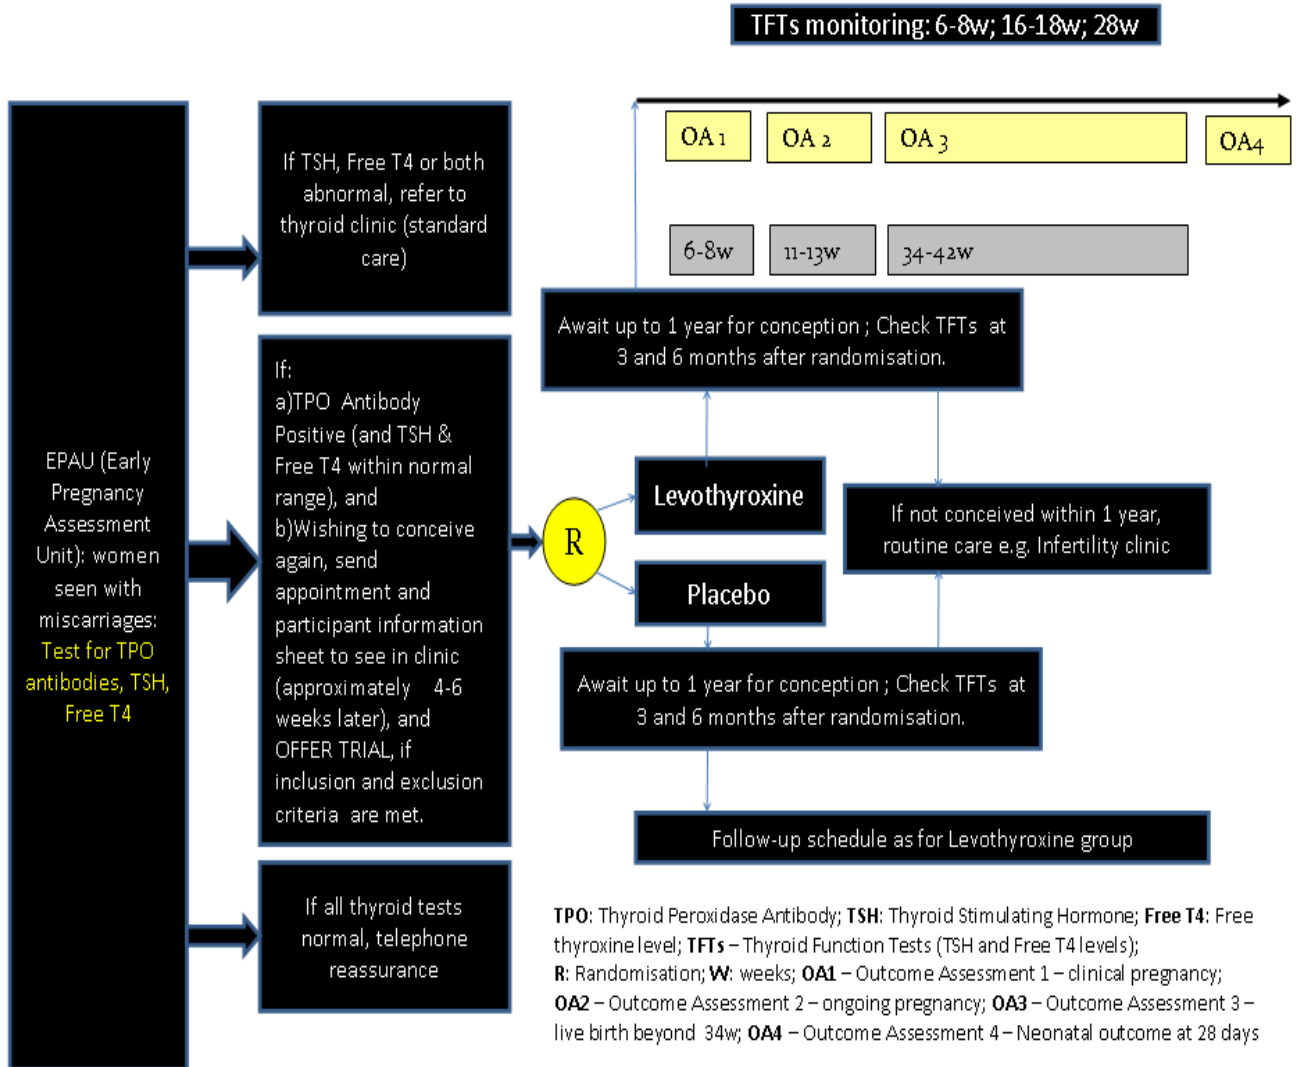 TFTs monitoring: 6-8w; 16-18w; 28w
OA 1
OA 2
OA 3
OA4
6-8w
11-13w
34-42w
EPAU (Early
Pregnancy
Assessment
Unit): women
seen with
miscarriages:
Test for TPO
antibodies, TSH,
Free T4
If TSH, Free T4 or both
abnormal, refer to
thyroid clinic (standard
care)
If:
a)TPO Antibody
Positive (and TSH &
Free T4 within normal
range), and
b)Wishing to conceive
again, send
appointment and
participant information
sheet to see in clinic
(approximately 4-6
weeks later), and
OFFER TRIAL, if
inclusion and exclusion
criteria are met.
If all thyroid tests
normal, telephone
reassurance
R
Await up to 1 year for conception ; Check TFTs at
3 and 6 months after randomisation.
Levothyroxine
Placebo
If not conceived within 1 year,
routine care e.g. Infertility clinic
Await up to 1 year for conception ; Check TFTs at
3 and 6 months after randomisation.
Follow-up schedule as for Levothyroxine group
TPO: Thyroid Peroxidase Antibody; TSH: Thyroid Stimulating Hormone; Free T4: Free
thyroxine level; TFTs – Thyroid Function Tests (TSH and Free T4 levels);
R: Randomisation; W: weeks; OA1 – Outcome Assessment 1 – clinical pregnancy;
OA2 – Outcome Assessment 2 – ongoing pregnancy; OA3 – Outcome Assessment 3 –
live birth beyond 34w; OA4 – Outcome Assessment 4 – Neonatal outcome at 28 days